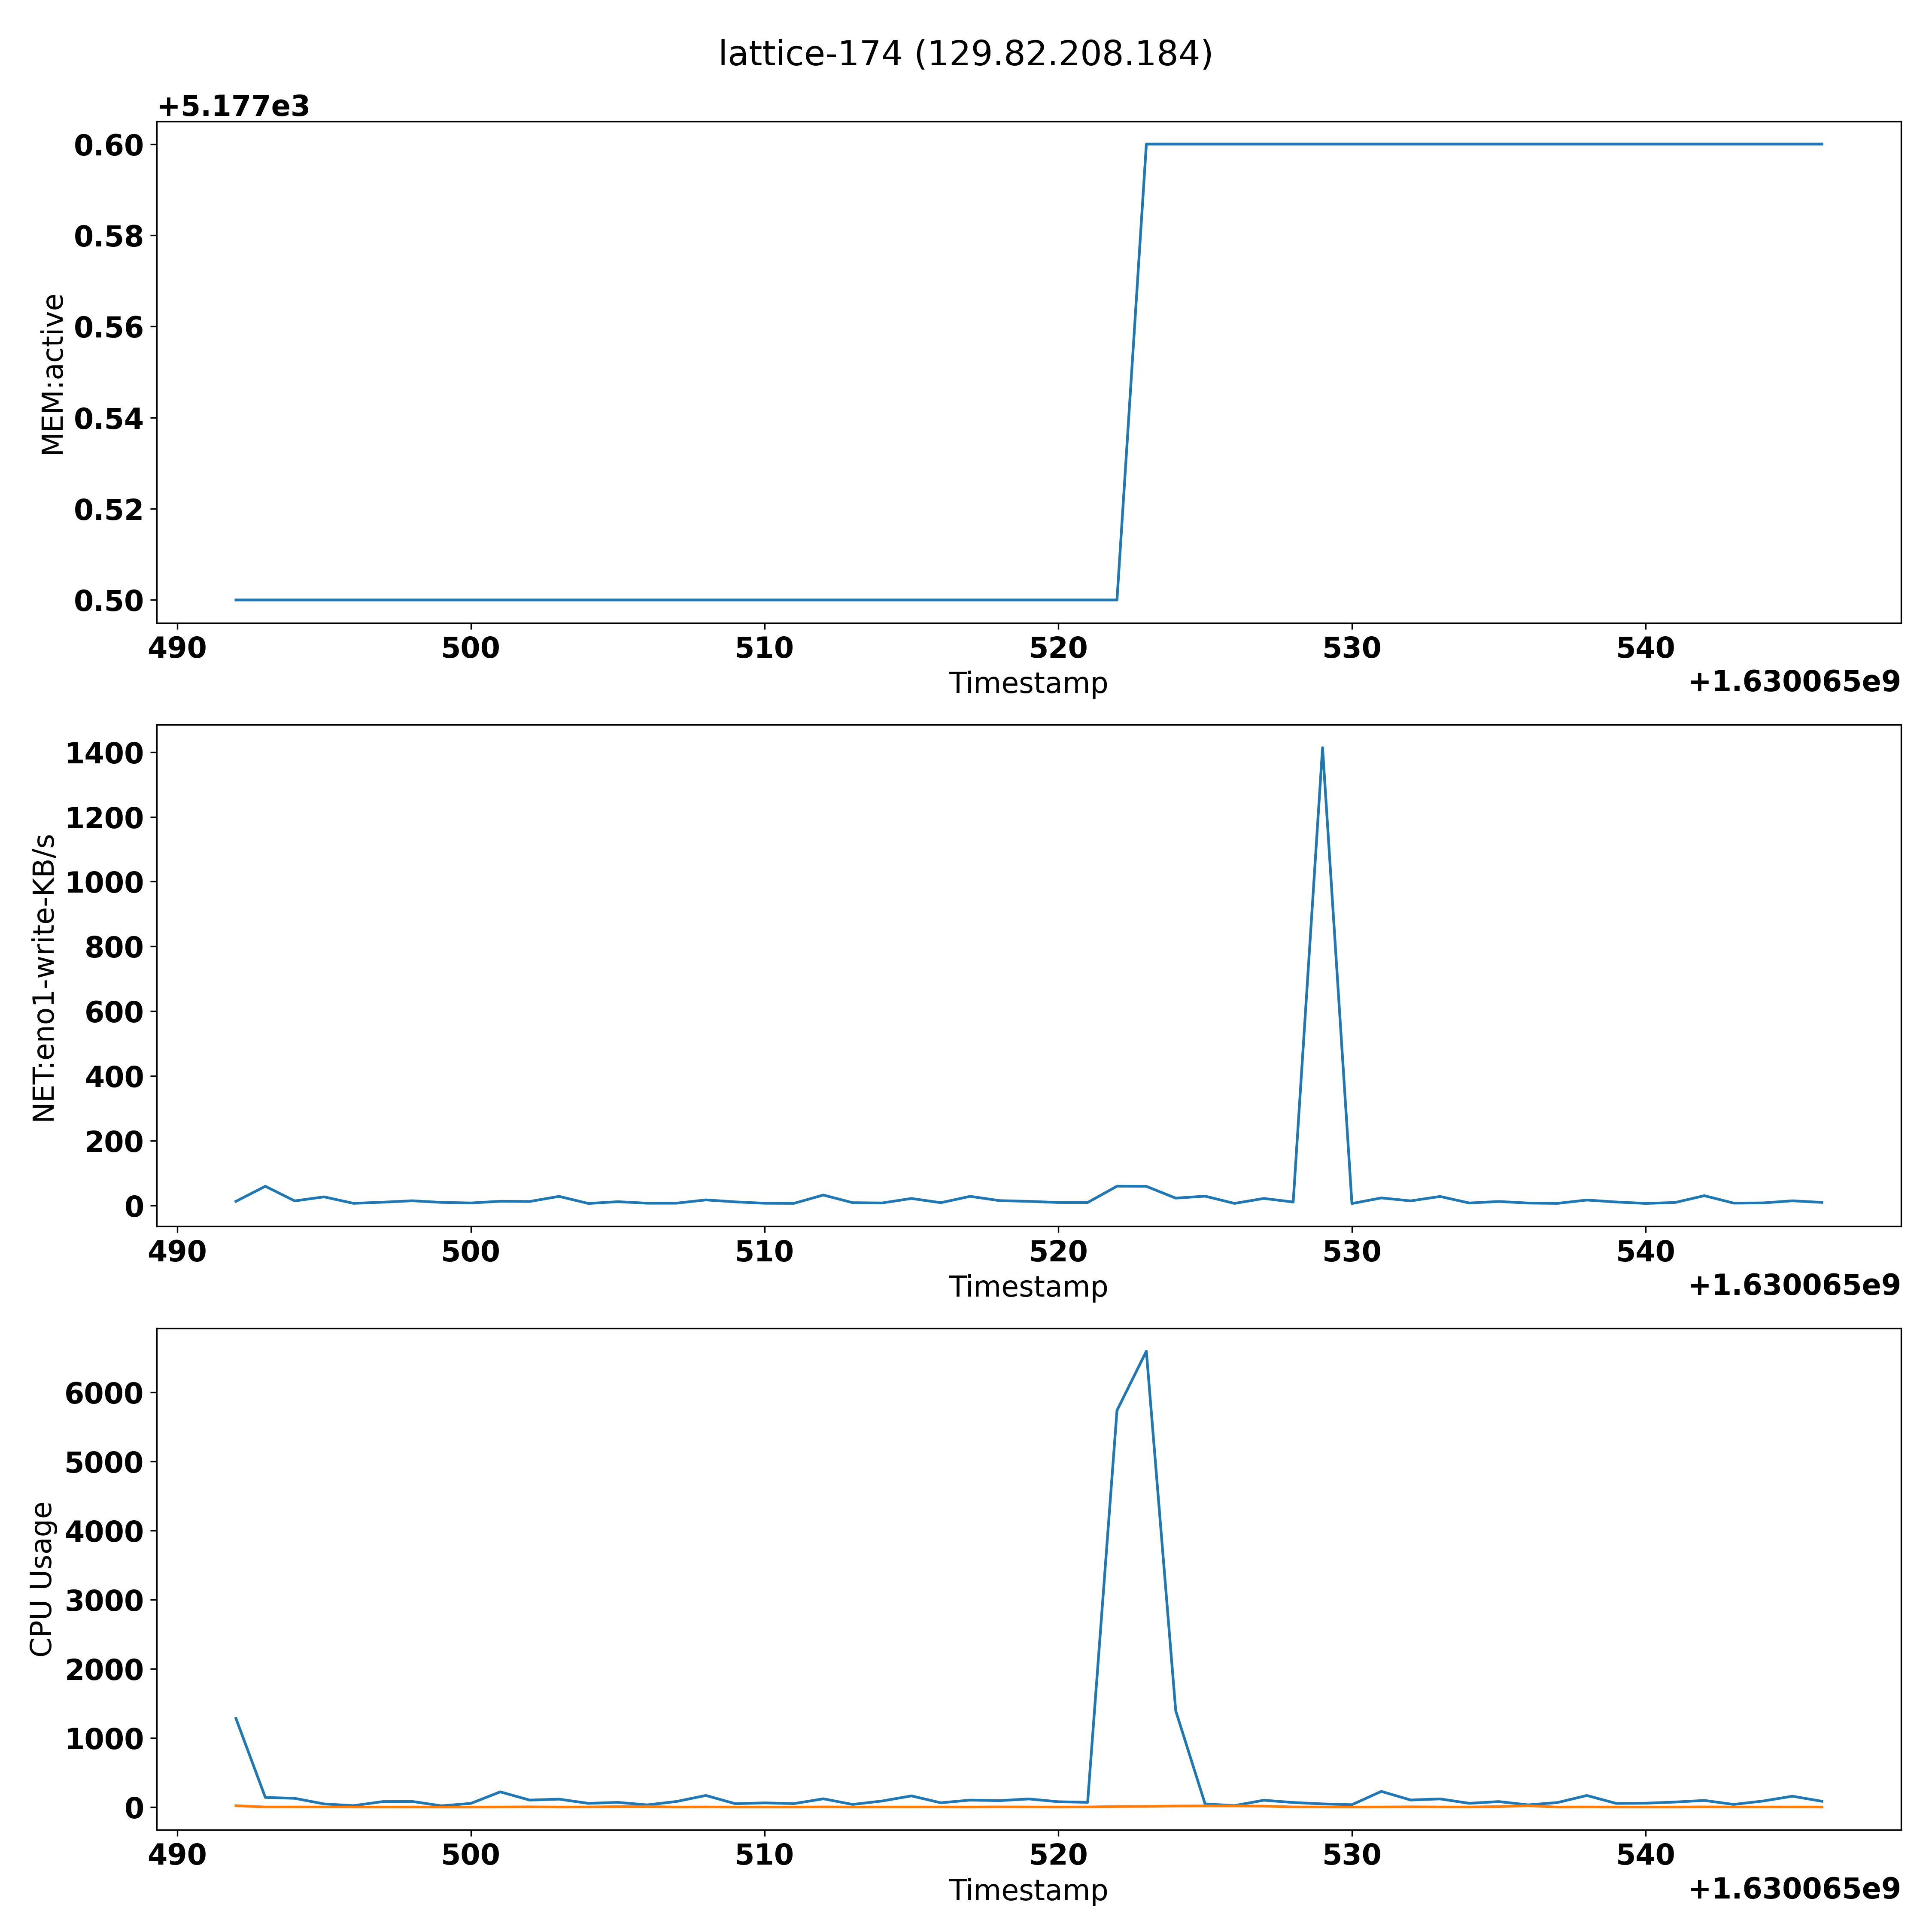 lattice-174 (129.82.208.184)
+5.177e3
0.60
0.58
0.56
0.54
0.52
0.50
MEM:active
490 500 510 520 530 540
Timestamp
+1.630065e9
1400
1200
1000
800
600
400
200
0
NET:eno1-write-KB/s
490 500 510 520 530 540
Timestamp
+1.630065e9
6000
5000
4000
3000
2000
1000
0
CPU Usage
490 500 510 520 530 540
Timestamp
+1.630065e9